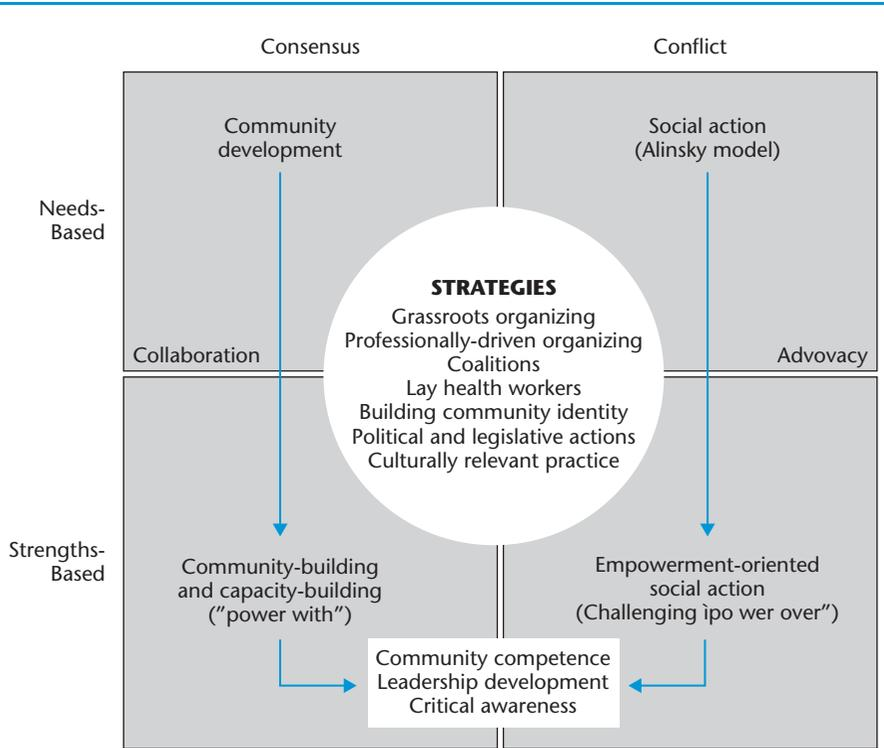 Consensus
Conflict
Community
development
Social action
(Alinsky model)
Needs-
Based
STRATEGIES
Grassroots organizing
Professionally-driven organizing
Coalitions
Lay health workers
Building community identity
Political and legislative actions
Culturally relevant practice
Collaboration
Advovacy
Strengths-
Based
Community-building
and capacity-building
("power with")
Empowerment-oriented
social action
(Challenging ìpo wer over")
Community competence
Leadership development
Critical awareness